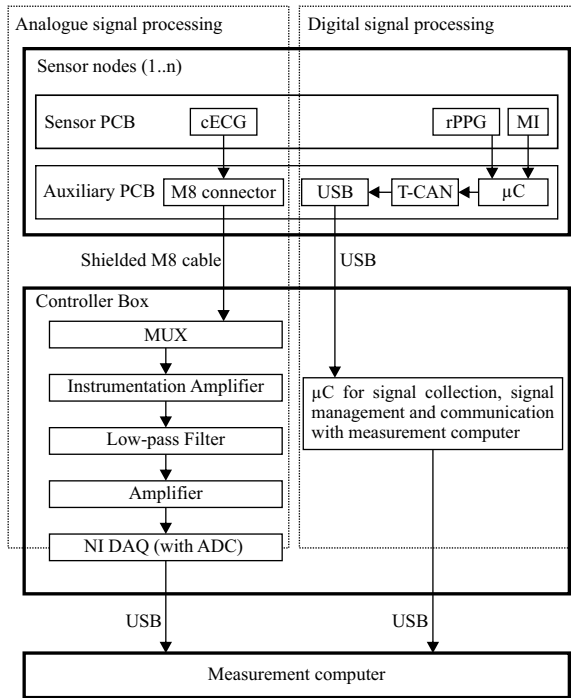 Analogue signal processing
Digital signal processing
Sensor nodes (1..n)
Sensor PCB
cECG
rPPG
MI
Auxiliary PCB
M8 connector
USB
T-CAN
µC
Shielded M8 cable
USB
Controller Box
MUX
Instrumentation Amplifier
Low-pass Filter
Amplifier
NI DAQ (with ADC)
µC for signal collection, signal
management and communication
with measurement computer
USB
USB
Measurement computer